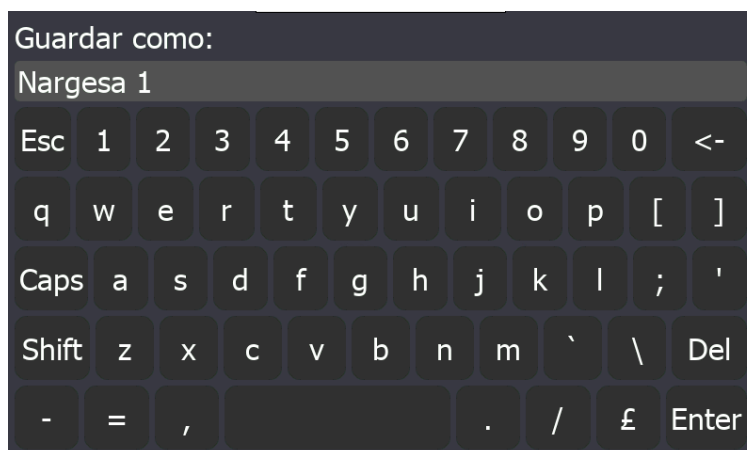 Guardar como:
Nargesa 1
Esc 1 2 3 4 5 6 7 8 9 0 <-
q w e r t y u i o p [ ]
Caps a s d f g h j k l ; '
Shift z x c v b n m ` \ Del
- = , . / £ Enter